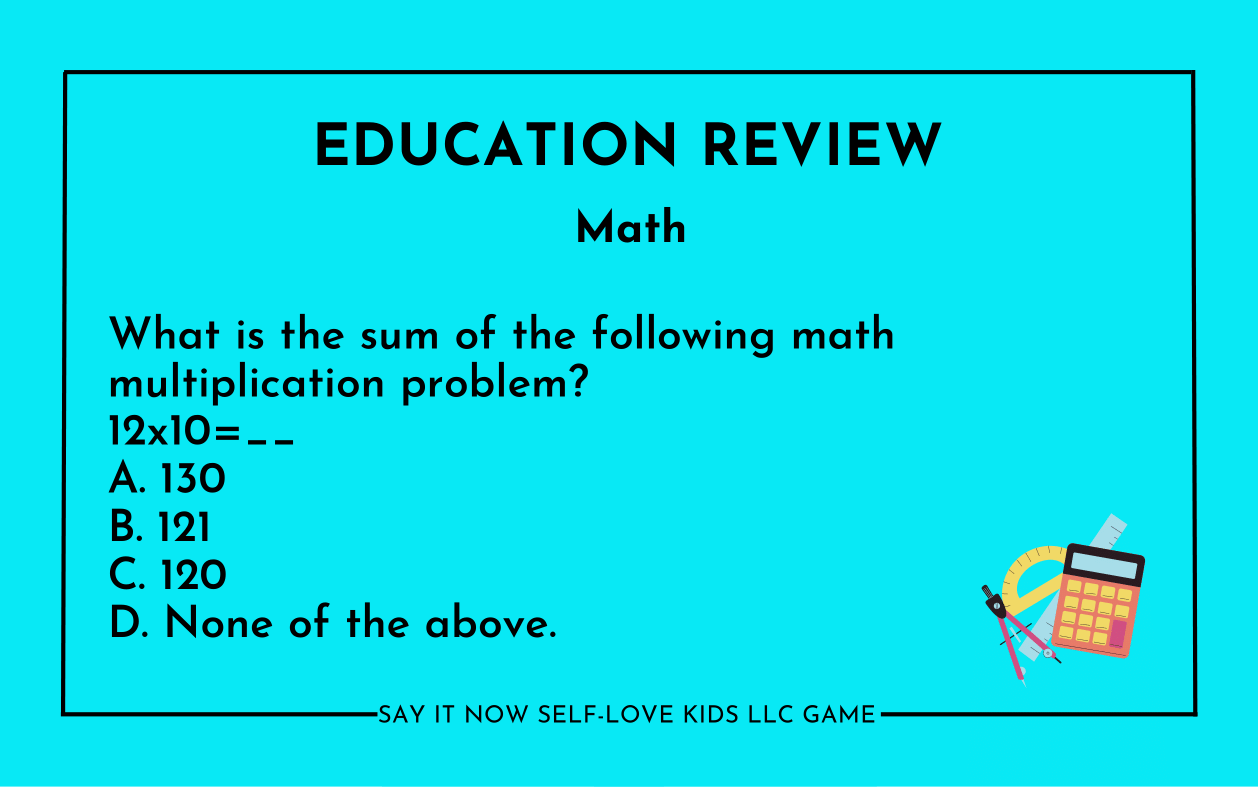 EDUCATION REVIEW
Math
What is the sum of the following math
multiplication problem?
12x10=__
A. 130
B. 121
C. 120
D. None of the above.
SAY IT NOW SELF-LOVE KIDS LLC GAME